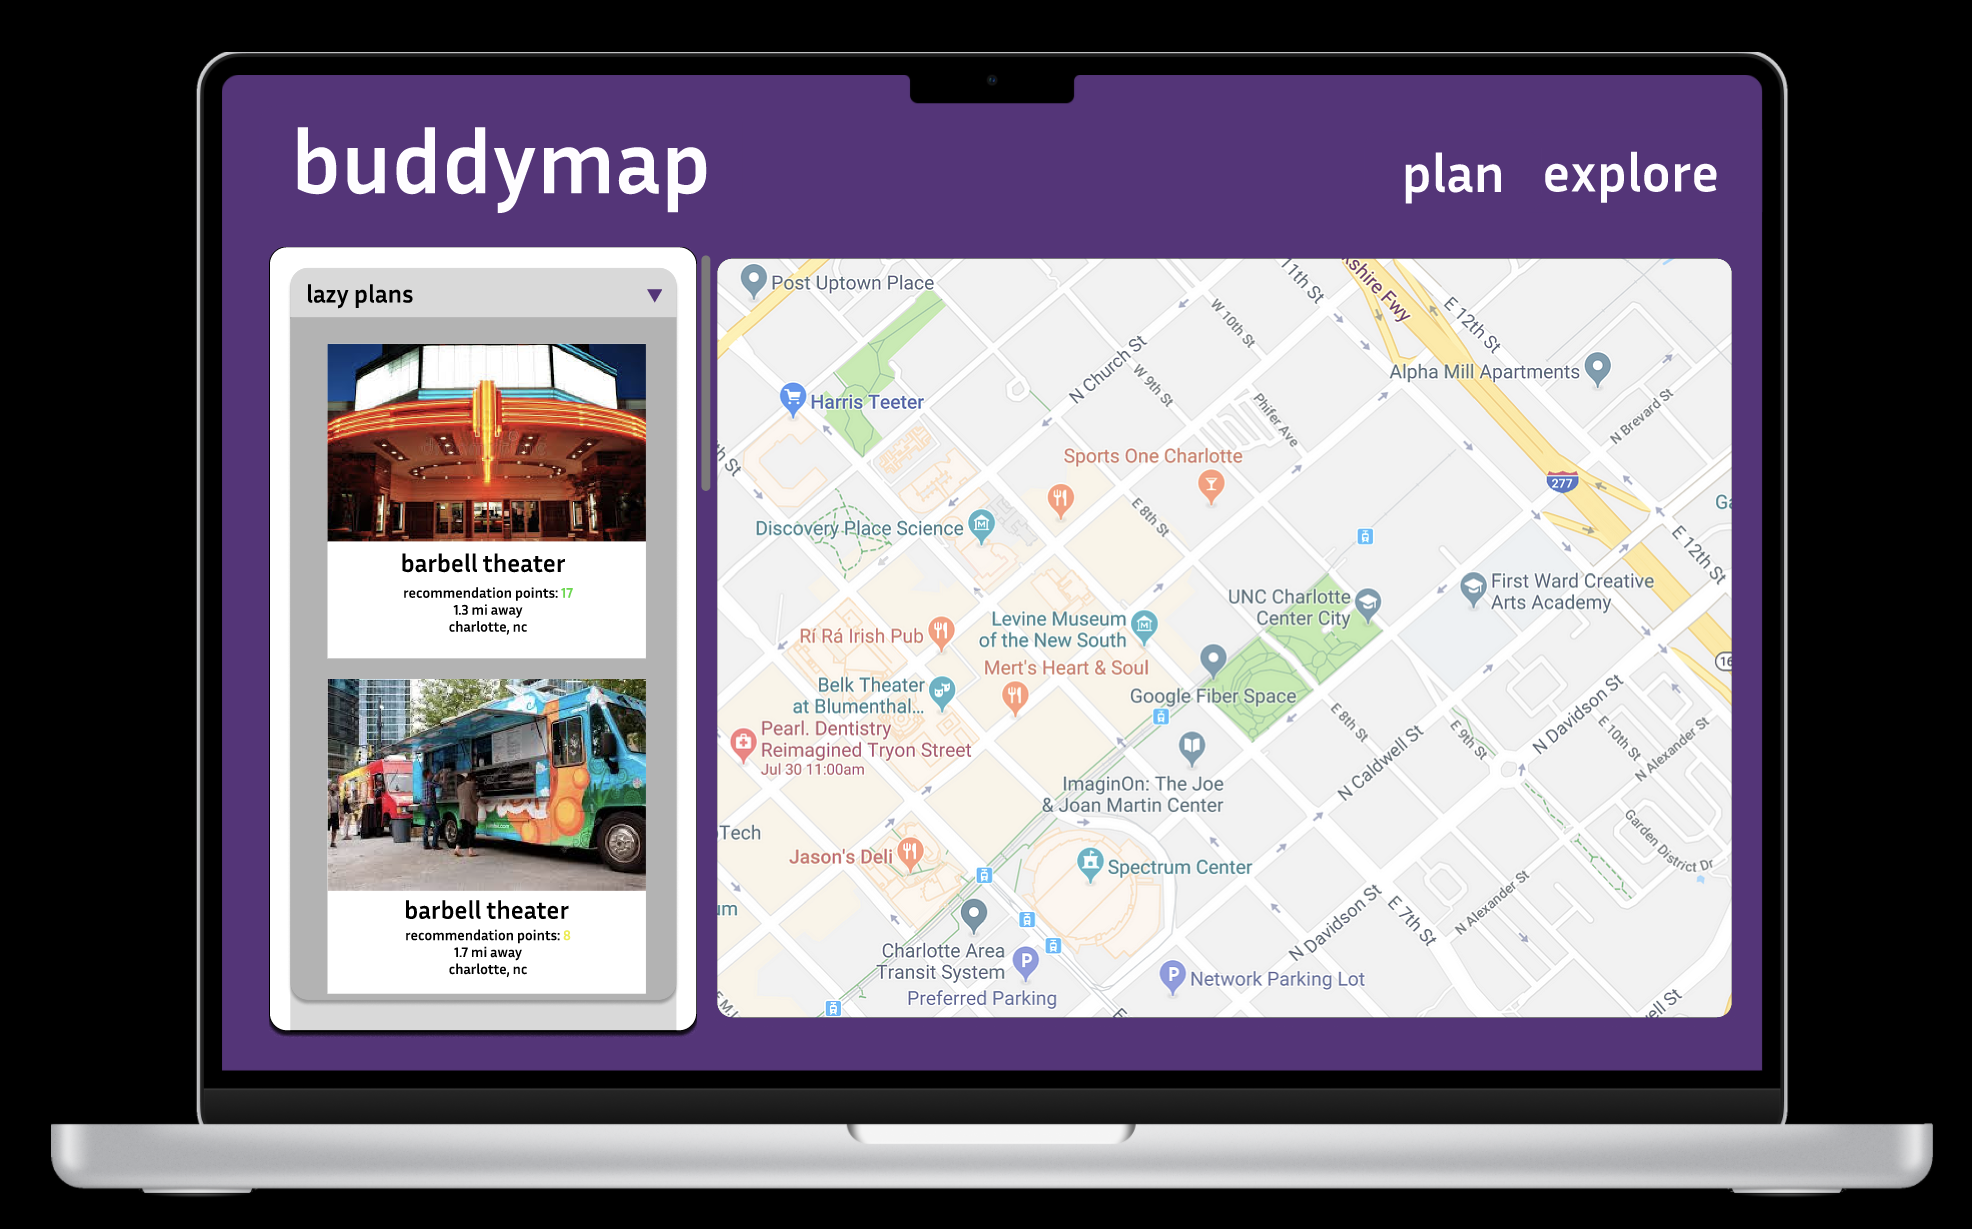 buddymap
plan explore
lazy plans
barbell theater
recommendation points: 17
1.3 mi away
charlotte, nc
barbell theater
recommendation points: 8
1.7 mi away
charlotte, nc
Post Uptown Place
11th St
kshire Fwy
E 12th St
W 10th St
N Church St
W 9th St
Alpha Mill Apartments
Harris Teeter
Phifer Ave
N Brevard St
th St
Sports One Charlotte
277
Ga
Discovery Place Science
E 8th St
E 12th St
First Ward Creative
Arts Academy
UNC Charlotte
Center City
Levine Museum
of the New South
Rí Rá Irish Pub
Mert's Heart & Soul
16
Belk Theater
at Blumenthal...
Google Fiber Space
Pearl. Dentistry
Reimagined Tryon Street
Jul 30 11:00am
E 8th St
N Caldwell St
E 9th St
N Davidson St
E 10th St
N Alexander St
ImaginOn: The Joe
& Joan Martin Center
Tech
Jason's Deli
Spectrum Center
Garden District Dr
um
N Davidson St
E 7th St
N Alexander St
Charlotte Area
Transit System
P
Preferred Parking
P
Network Parking Lot
E M.L
E
well St